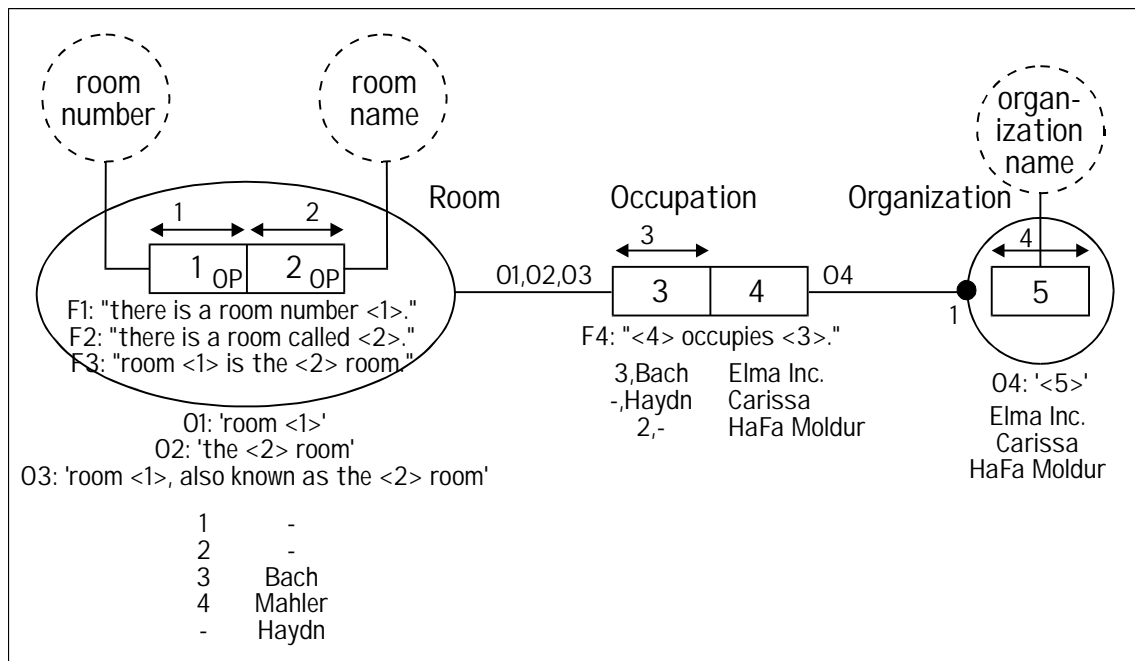 room
number
room
name
organ-
ization
name
Room
Occupation
Organization
1
2
3
4
1 OP
2 OP
3
4
5
O1,O2,O3
O4
1
F1: "there is a room number <1>."
F2: "there is a room called <2>."
F3: "room <1> is the <2> room."
F4: "<4> occupies <3>."
3,Bach Elma Inc.
-,Haydn Carissa
2,- HaFa Moldur
O4: '<5>'
Elma Inc.
Carissa
HaFa Moldur
O1: 'room <1>'
O2: 'the <2> room'
O3: 'room <1>, also known as the <2> room'
1 -
2 -
3 Bach
4 Mahler
- Haydn